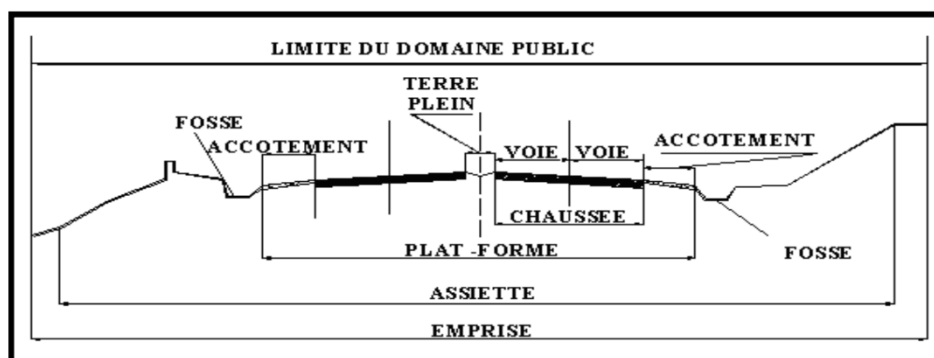 LIMITE DU DOMAINE PUBLIC
TERRE
PLEIN
FOSSE
ACCOTEMENT
VOIE VOIE
ACCOTEMENT
CHAUSSEE
PLAT -FORME
FOSSE
ASSIETTE
EMPRISE